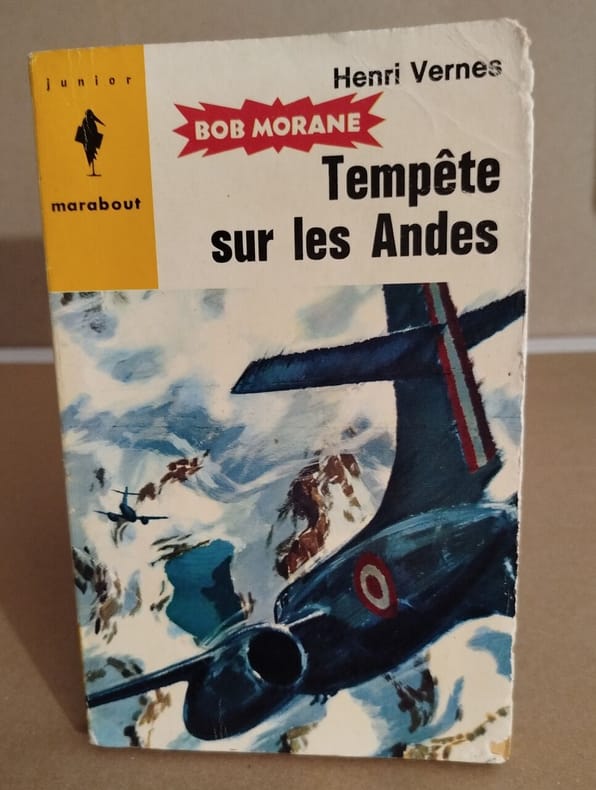 junior
marabout
Henri Vernes
BOB MORANE
Tempête
sur les Andes